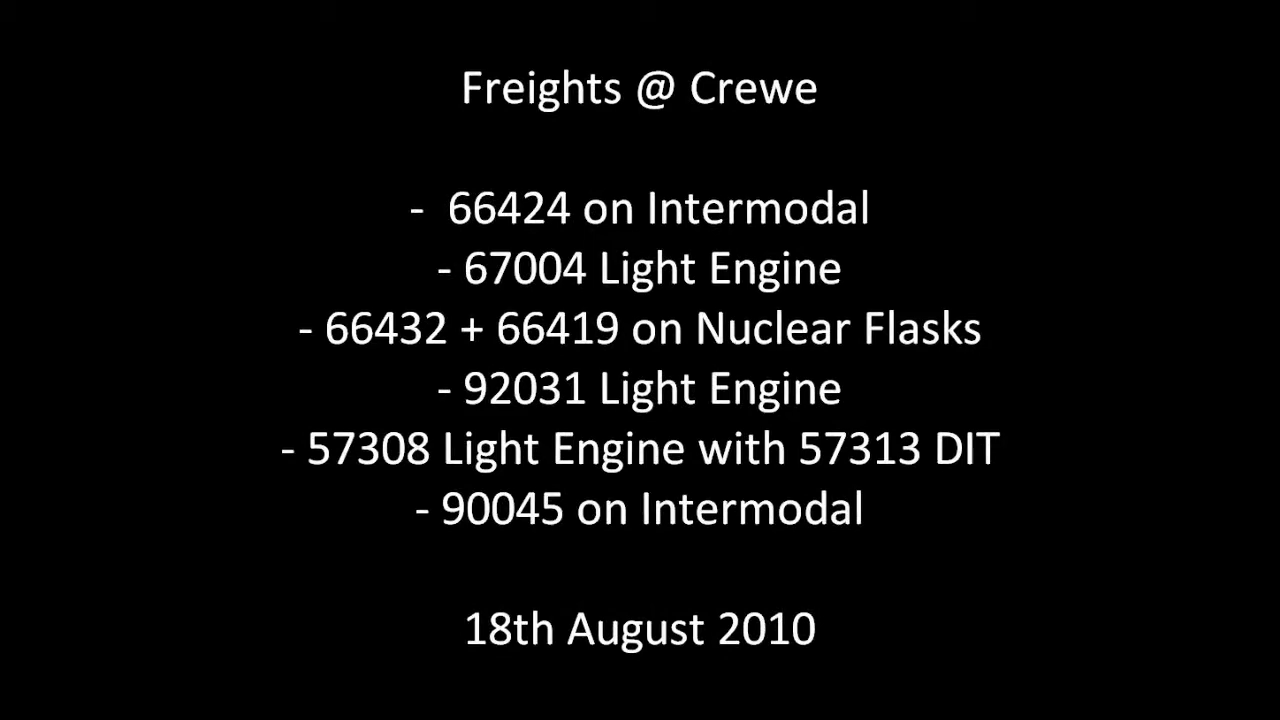 Freights @ Crewe
- 66424 on Intermodal
- 67004 Light Engine
- 66432 + 66419 on Nuclear Flasks
- 92031 Light Engine
- 57308 Light Engine with 57313 DIT
- 90045 on Intermodal
18th August 2010